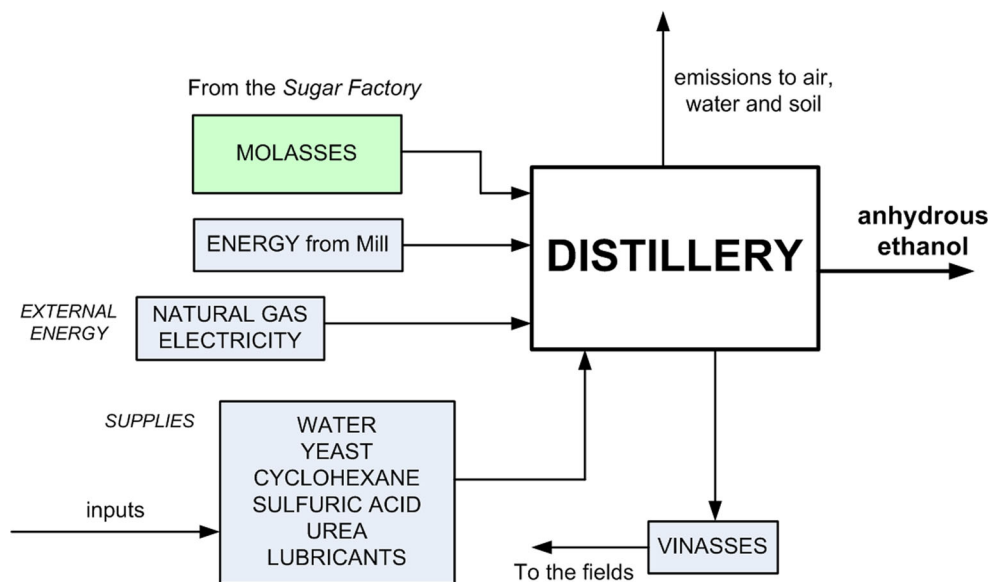 emissions to air,
water and soil
From the Sugar Factory
MOLASSES
ENERGY from Mill
DISTILLERY
anhydrous
ethanol
EXTERNAL
ENERGY
NATURAL GAS
ELECTRICITY
SUPPLIES
WATER
YEAST
CYCLOHEXANE
SULFURIC ACID
UREA
LUBRICANTS
inputs
VINASSES
To the fields